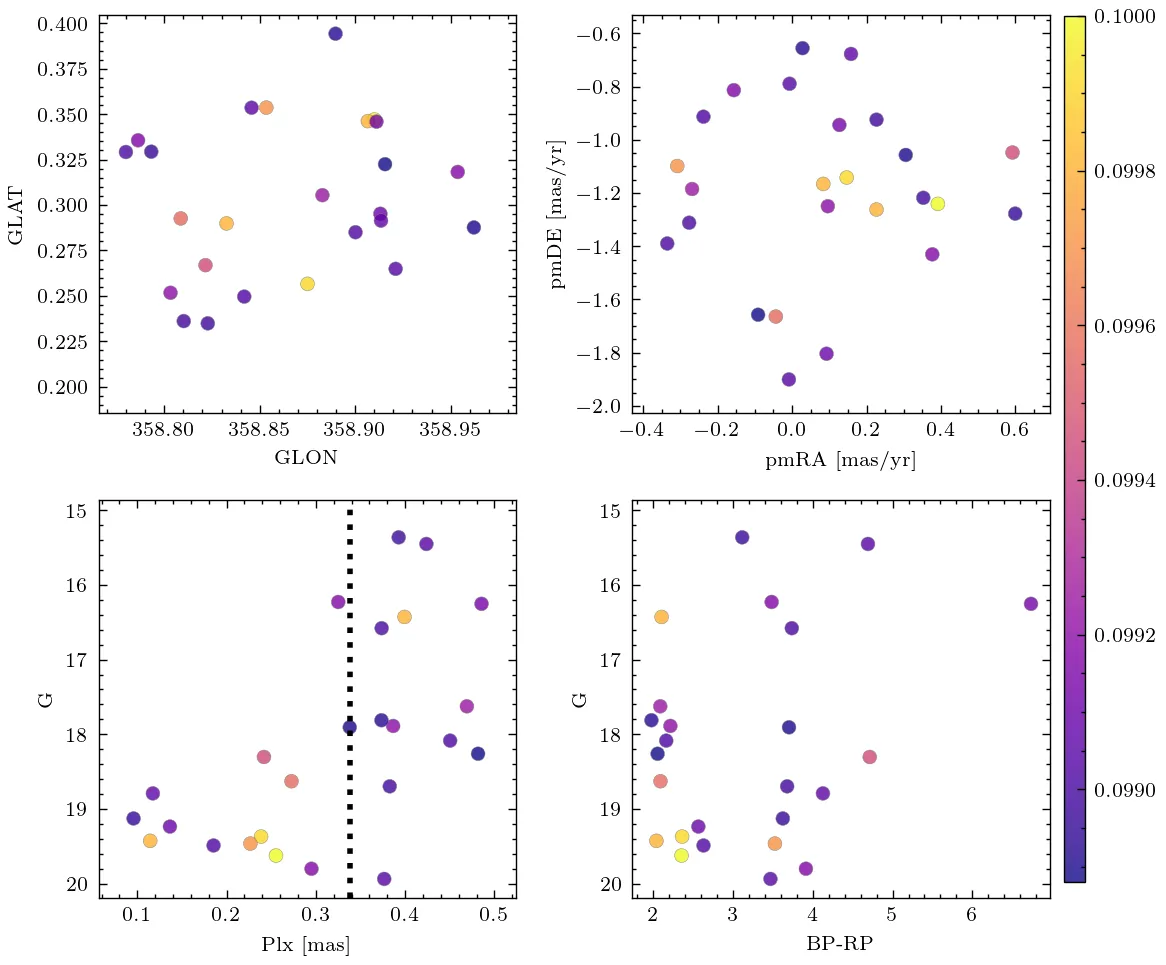 0.400
0.375
0.350
0.325
0.300
0.275
0.250
0.225
0.200
GLAT
358.80 358.85 358.90 358.95
GLON
−0.6
−0.8
−1.0
−1.2
−1.4
−1.6
−1.8
−2.0
pmDE [mas/yr]
−0.4 −0.2 0.0 0.2 0.4 0.6
pmRA [mas/yr]
0.1000
0.0998
0.0996
0.0994
0.0992
0.0990
15
16
17
18
19
20
G
0.1 0.2 0.3 0.4 0.5
Plx [mas]
15
16
17
18
19
20
G
2 3 4 5 6
BP-RP